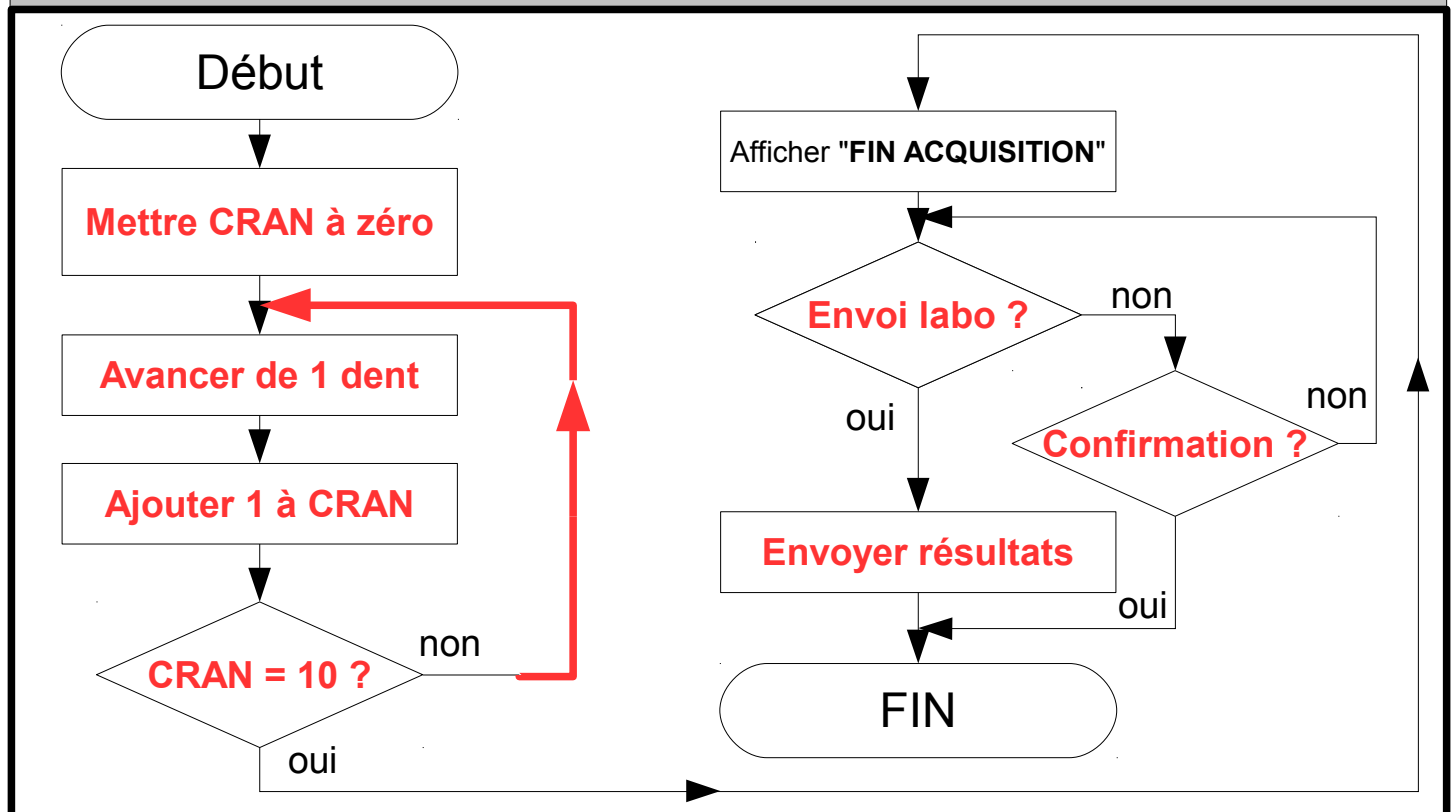 Début
Mettre CRAN à zéro
Avancer de 1 dent
Ajouter 1 à CRAN
CRAN = 10 ?
non
oui
Afficher "FIN ACQUISITION"
Envoi labo ?
non
oui
Confirmation ?
non
oui
Envoyer résultats
FIN